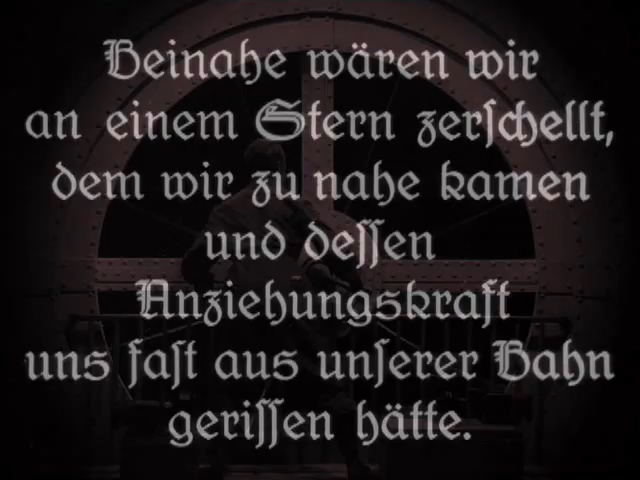 Beinahe wären wir
an einem Stern zerſchellt,
dem wir zu nahe kamen
und deſſen
Anziehungskraft
uns faſt aus unſerer Bahn
geriſſen hätte.